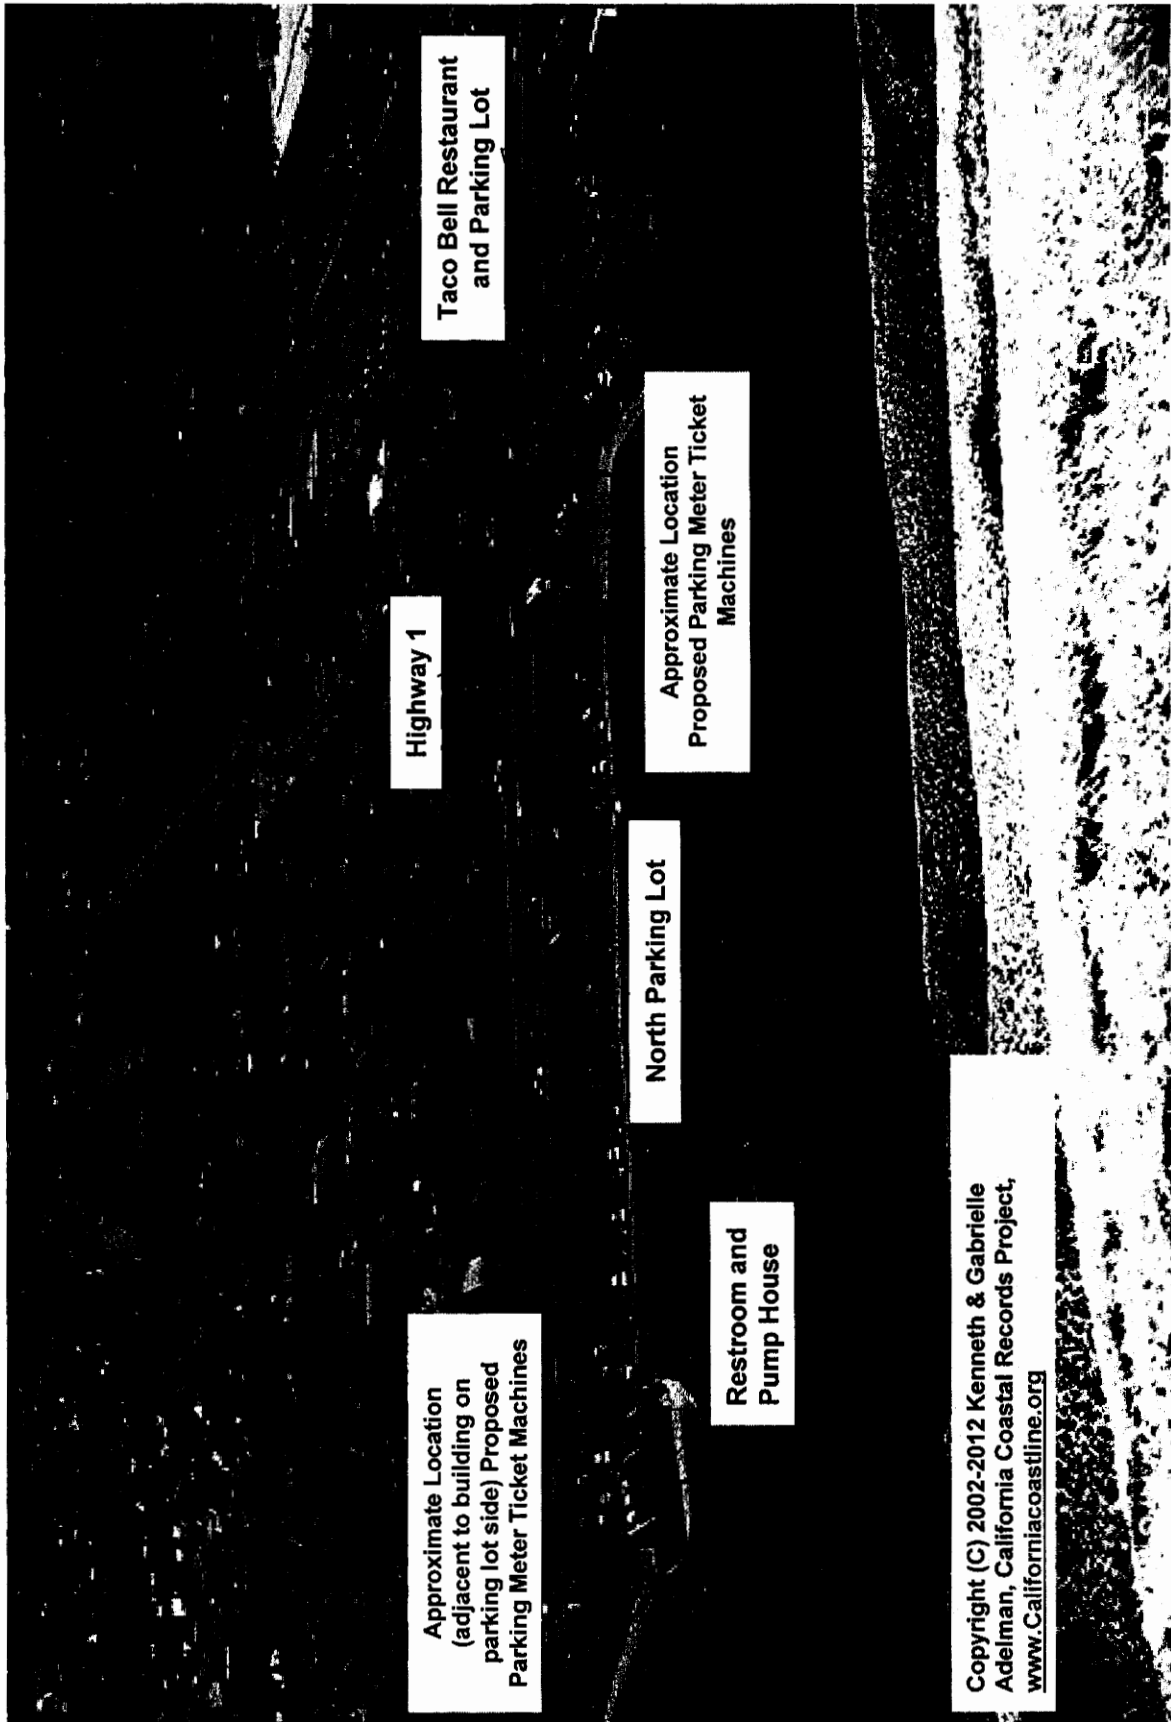 Taco Bell Restaurant
and Parking Lot
Highway 1
Approximate Location
(adjacent to building on
parking lot side) Proposed
Parking Meter Ticket Machines
Approximate Location
Proposed Parking Meter Ticket
Machines
North Parking Lot
Restroom and
Pump House
Copyright (C) 2002-2012 Kenneth & Gabrielle
Adelman, California Coastal Records Project,
www.Californiacoastline.org